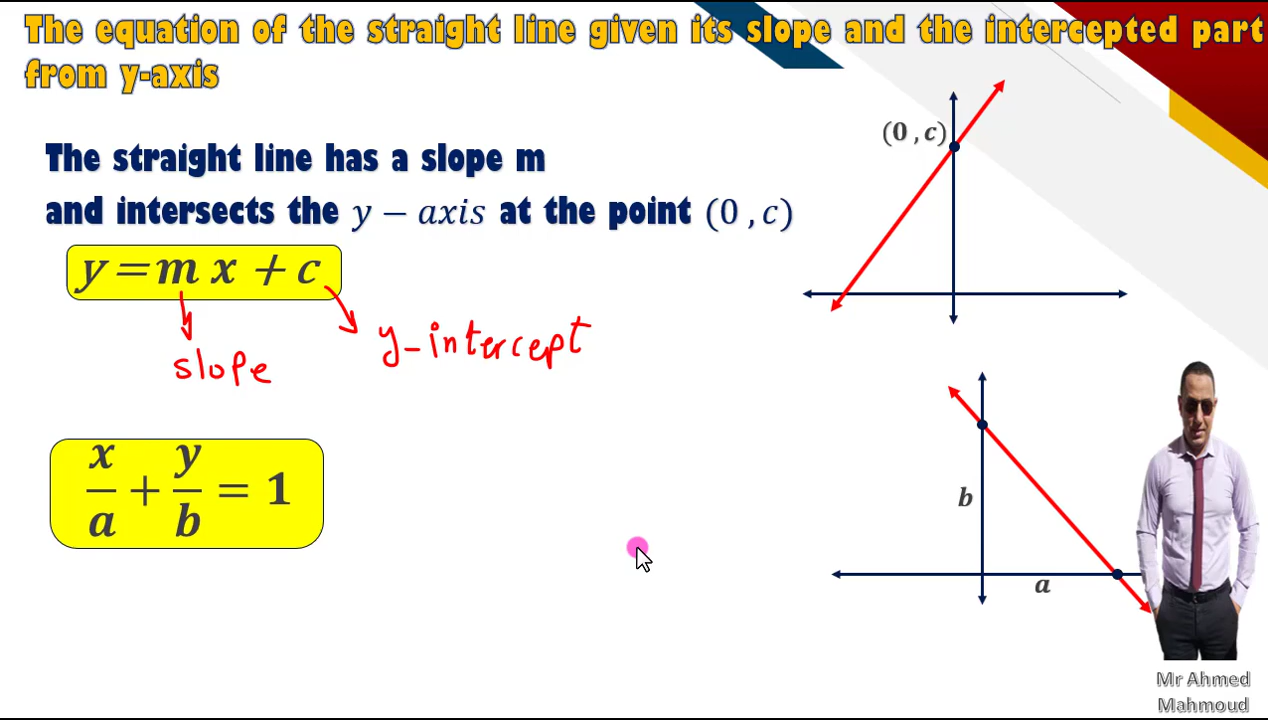 The equation of the straight line given its slope and the intercepted part
from y-axis
The straight line has a slope m
and intersects the y − axis at the point (0 , c)
y = m x + c
slope
y-intercept
x/a + y/b = 1
(0 , c)
b
a
Mr Ahmed
Mahmoud